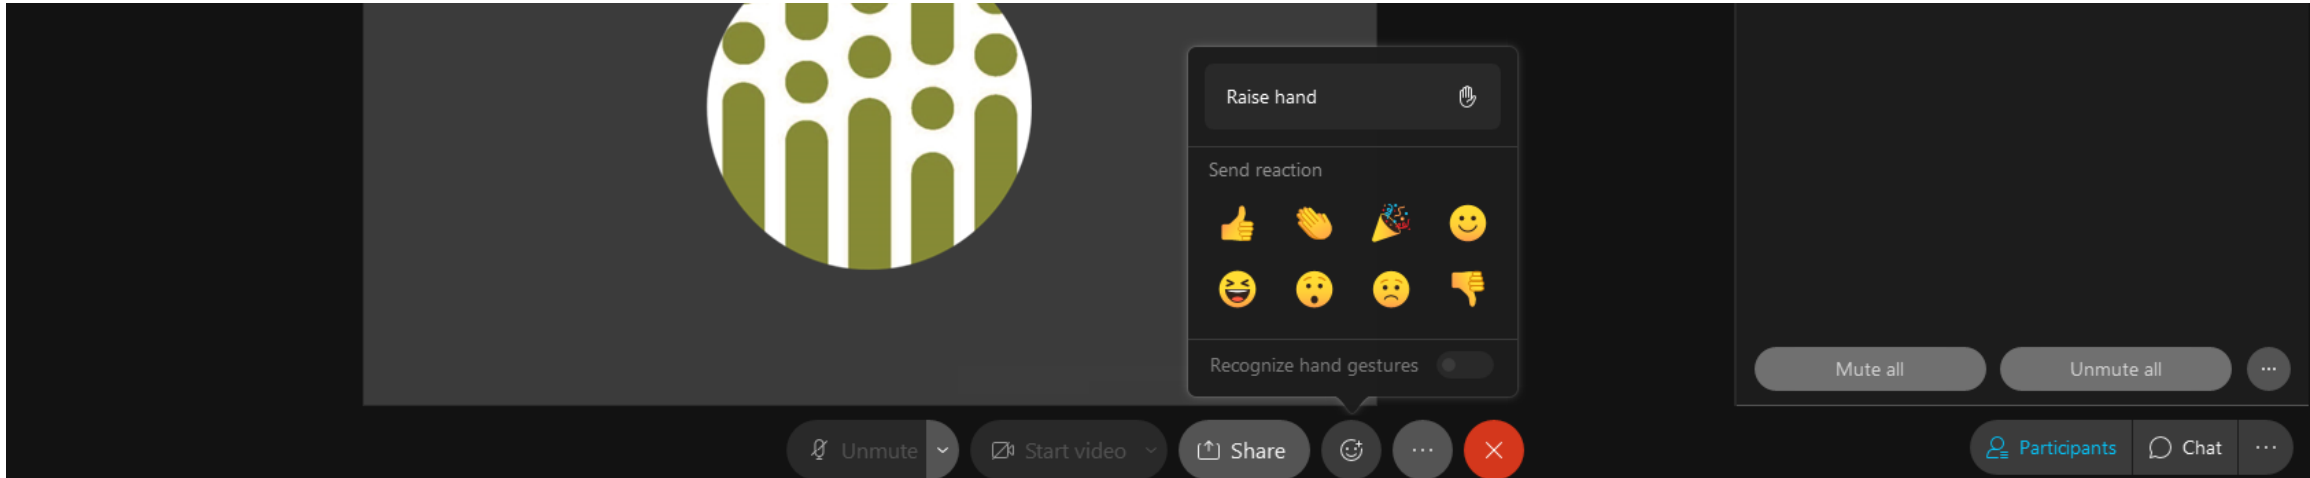 Raise hand
Send reaction
Recognize hand gestures
Mute all
Unmute all
Unmute
Start video
Share
Participants
Chat